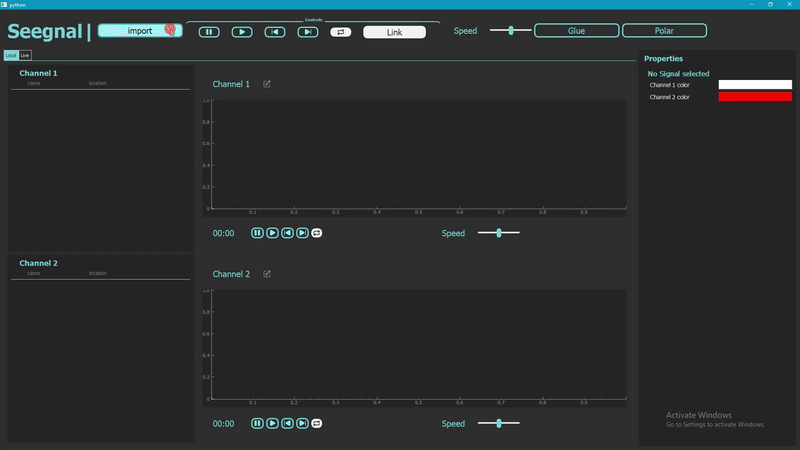 python
Seegnal |
import
Controls
Link
Speed
Glue
Polar
Local
Live
Channel 1
name
location
Channel 1
1.0
0.8
0.6
0.4
0.2
0
0.1
0.2
0.3
0.4
0.5
0.6
0.7
0.8
0.9
00:00
Speed
Channel 2
name
location
Channel 2
1.0
0.8
0.6
0.4
0.2
0
0.1
0.2
0.3
0.4
0.5
0.6
0.7
0.8
0.9
00:00
Speed
Properties
No Signal selected
Channel 1 color
Channel 2 color
Activate Windows
Go to Settings to activate Windows.